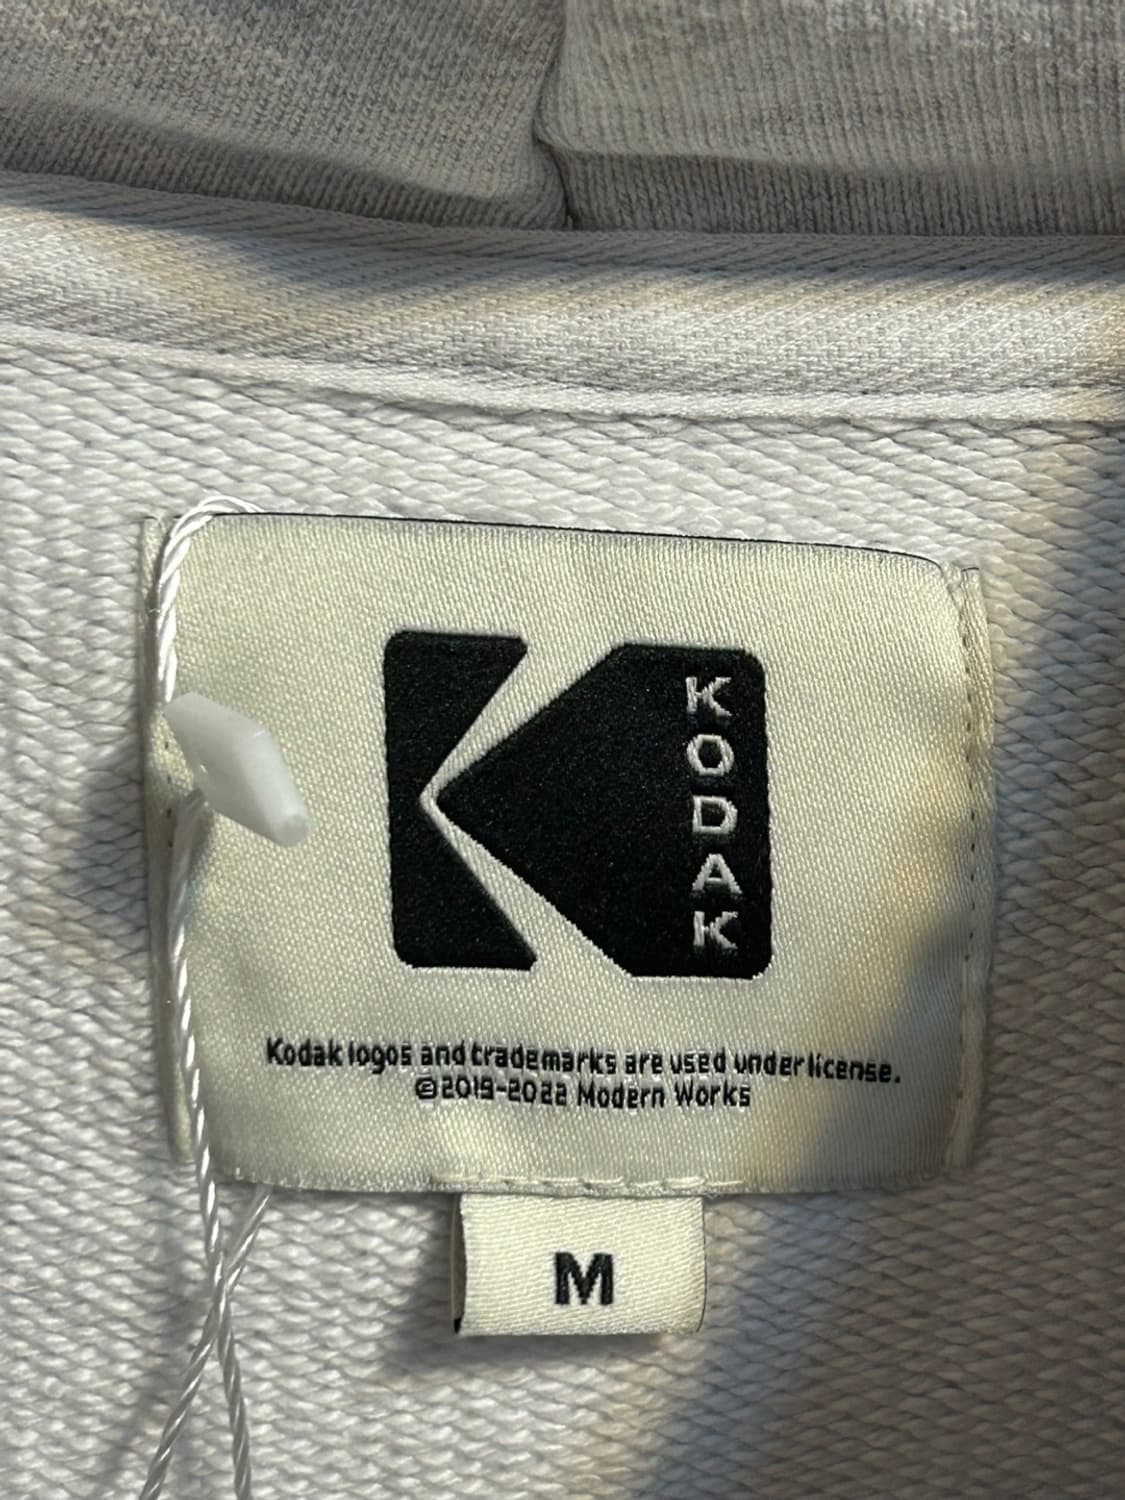 KODAK
Kodak logos and trademarks are used under license.
©2019-2022 Modern Works
M